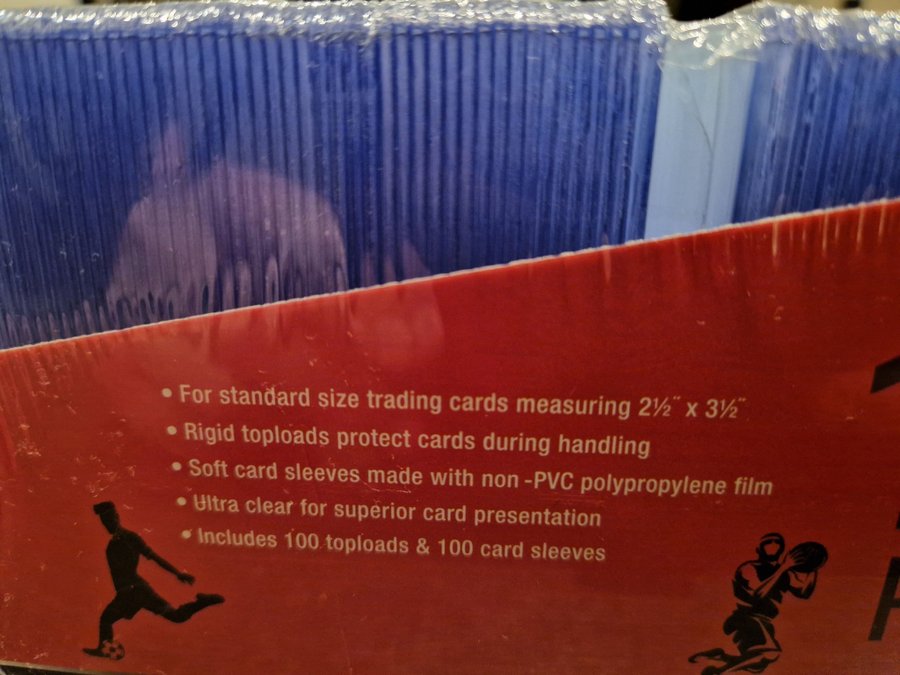 • For standard size trading cards measuring 2½" x 3½"
• Rigid toploads protect cards during handling
• Soft card sleeves made with non -PVC polypropylene film
• Ultra clear for superior card presentation
• Includes 100 toploads & 100 card sleeves